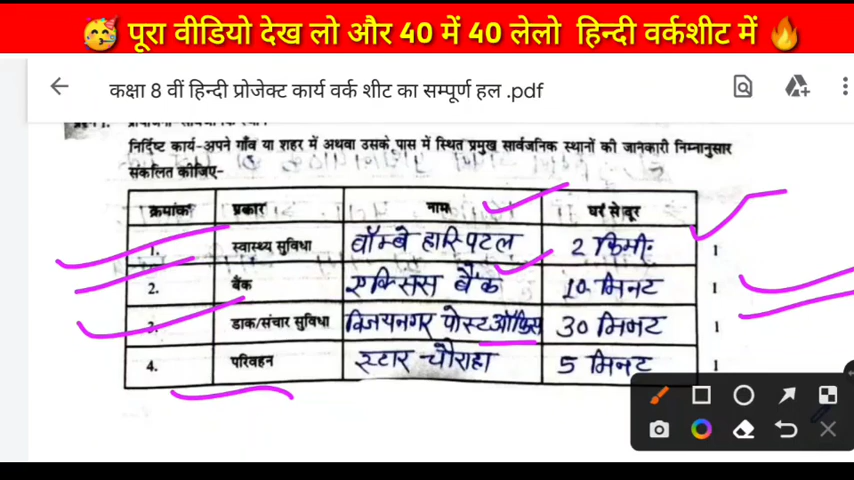 🥳 पूरा वीडियो देख लो और 40 में 40 लेलो हिन्दी वर्कशीट में 🔥
कक्षा 8 वीं हिन्दी प्रोजेक्ट कार्य वर्क शीट का सम्पूर्ण हल .pdf
निर्दिष्ट कार्य-अपने गाँव या शहर में अथवा उसके पास में स्थित प्रमुख सार्वजनिक स्थानों की जानकारी निम्नानुसार
संकलित कीजिए-
क्रमांक प्रकार नाम घर से दूर
1. स्वास्थ्य सुविधा बॉम्बे हास्पिटल 2 किमी. 1
2. बैंक एक्सिस बैंक 10 मिनट 1
3. डाक/संचार सुविधा विजयनगर पोस्ट ऑफिस 30 मिनट 1
4. परिवहन स्टार चौराहा 5 मिनट 1